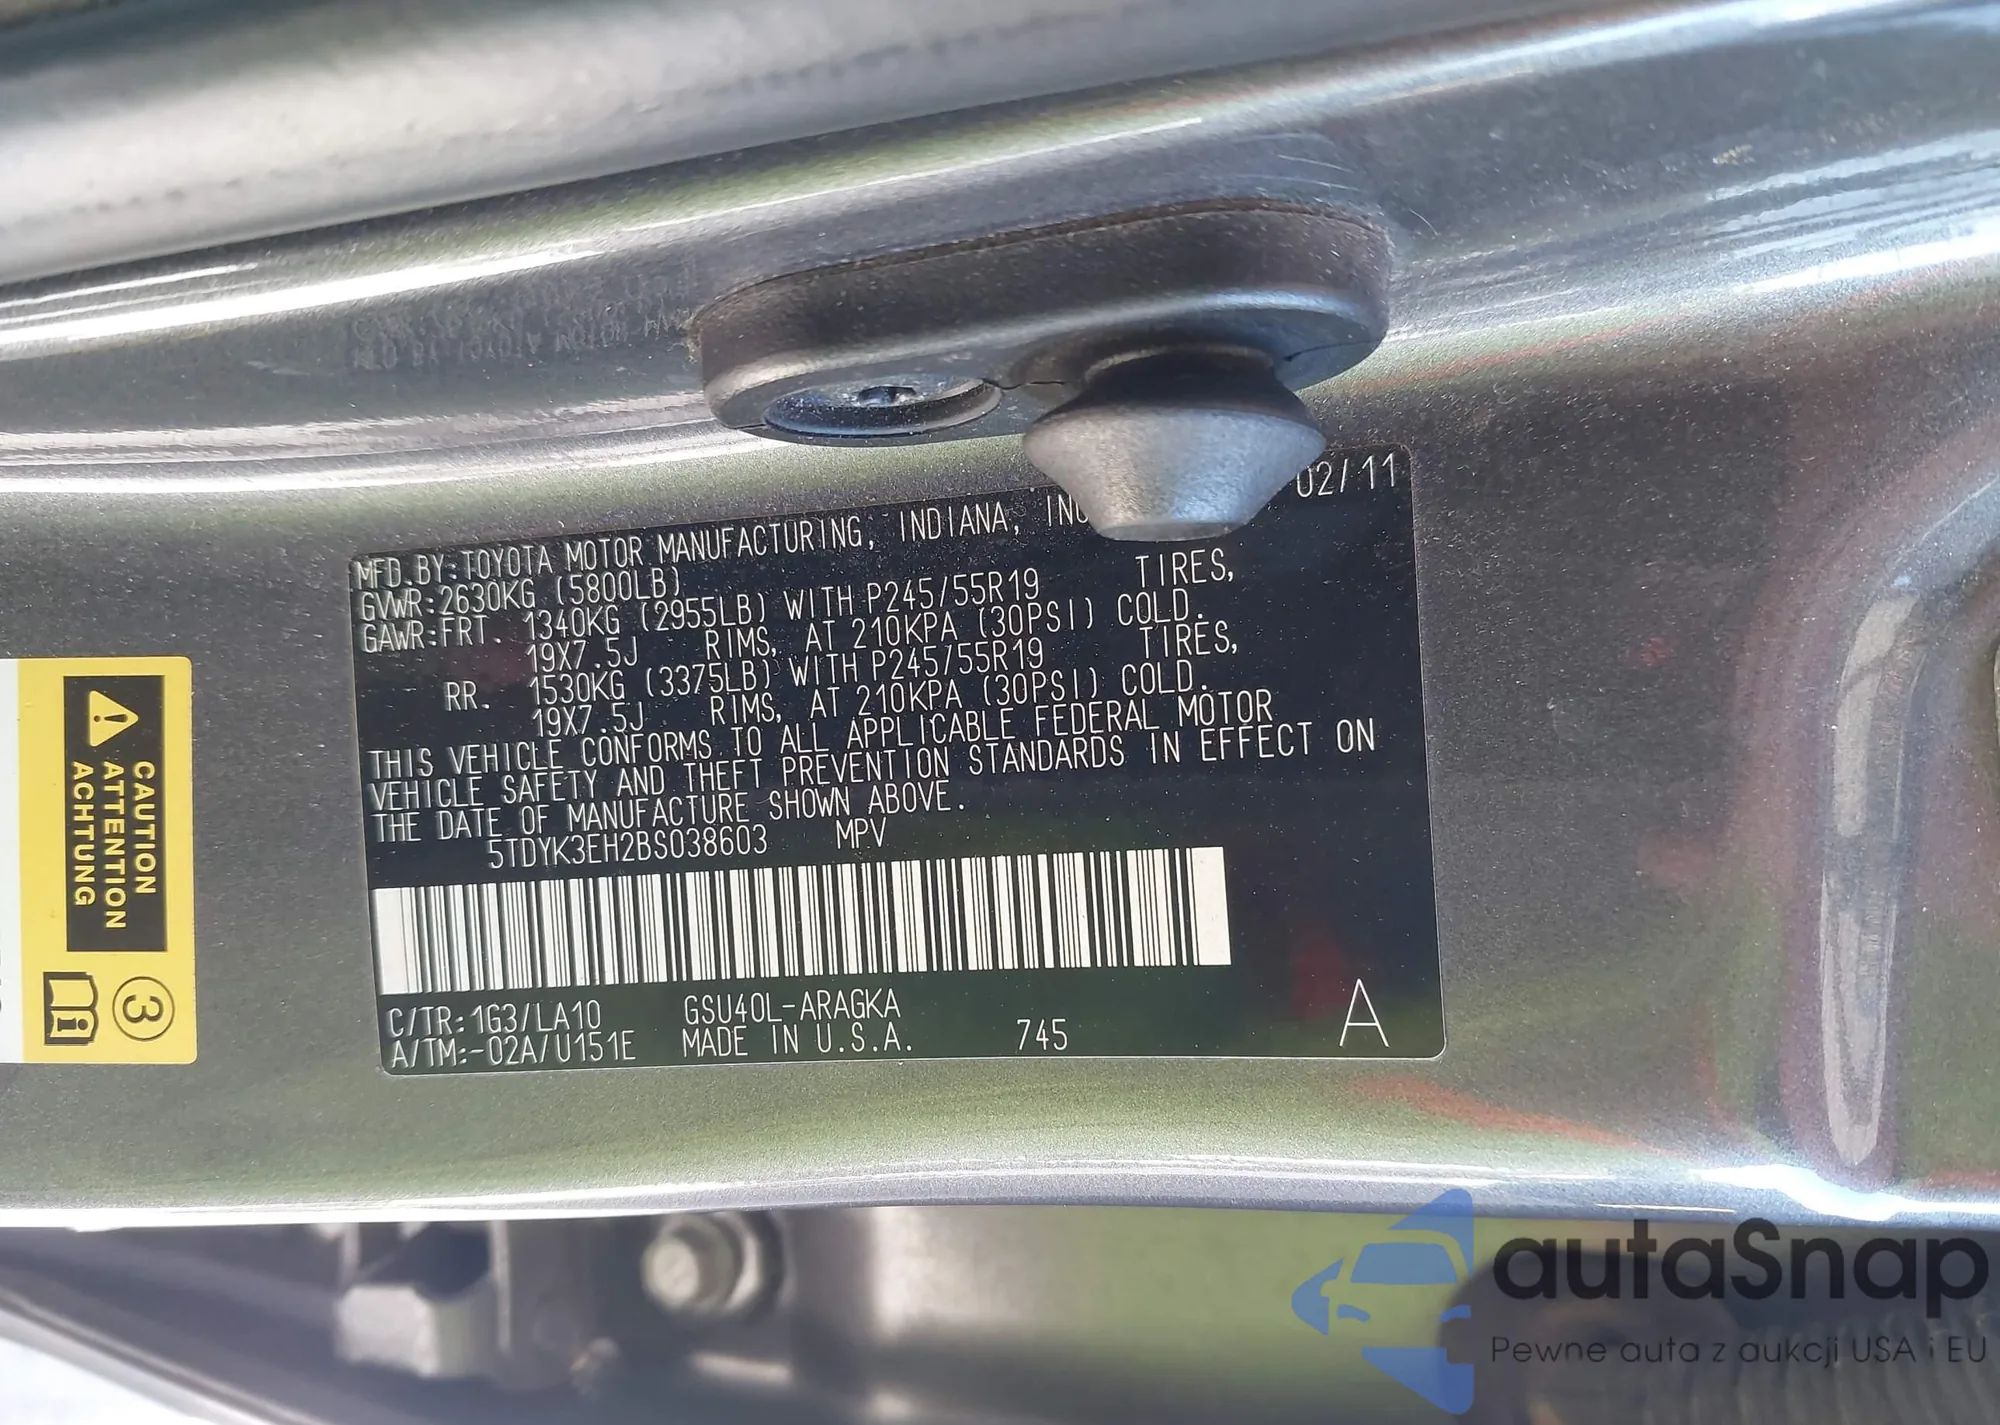 02/11
MFD.BY:TOYOTA MOTOR MANUFACTURING, INDIANA, INC
GVWR:2630KG (5800LB)
GAWR:FRT. 1340KG (2955LB) WITH P245/55R19 TIRES,
19X7.5J RIMS, AT 210KPA (30PSI) COLD.
RR. 1530KG (3375LB) WITH P245/55R19 TIRES,
19X7.5J RIMS, AT 210KPA (30PSI) COLD.
THIS VEHICLE CONFORMS TO ALL APPLICABLE FEDERAL MOTOR
VEHICLE SAFETY AND THEFT PREVENTION STANDARDS IN EFFECT ON
THE DATE OF MANUFACTURE SHOWN ABOVE.
5TDYK3EH2BS038603 MPV
C/TR:1G3/LA10 GSU40L-ARAGKA
A/TM:-02A/U151E MADE IN U.S.A. 745 A
CAUTION
ATTENTION
ACHTUNG
3
autaSnap
Pewne auta z aukcji USA i EU